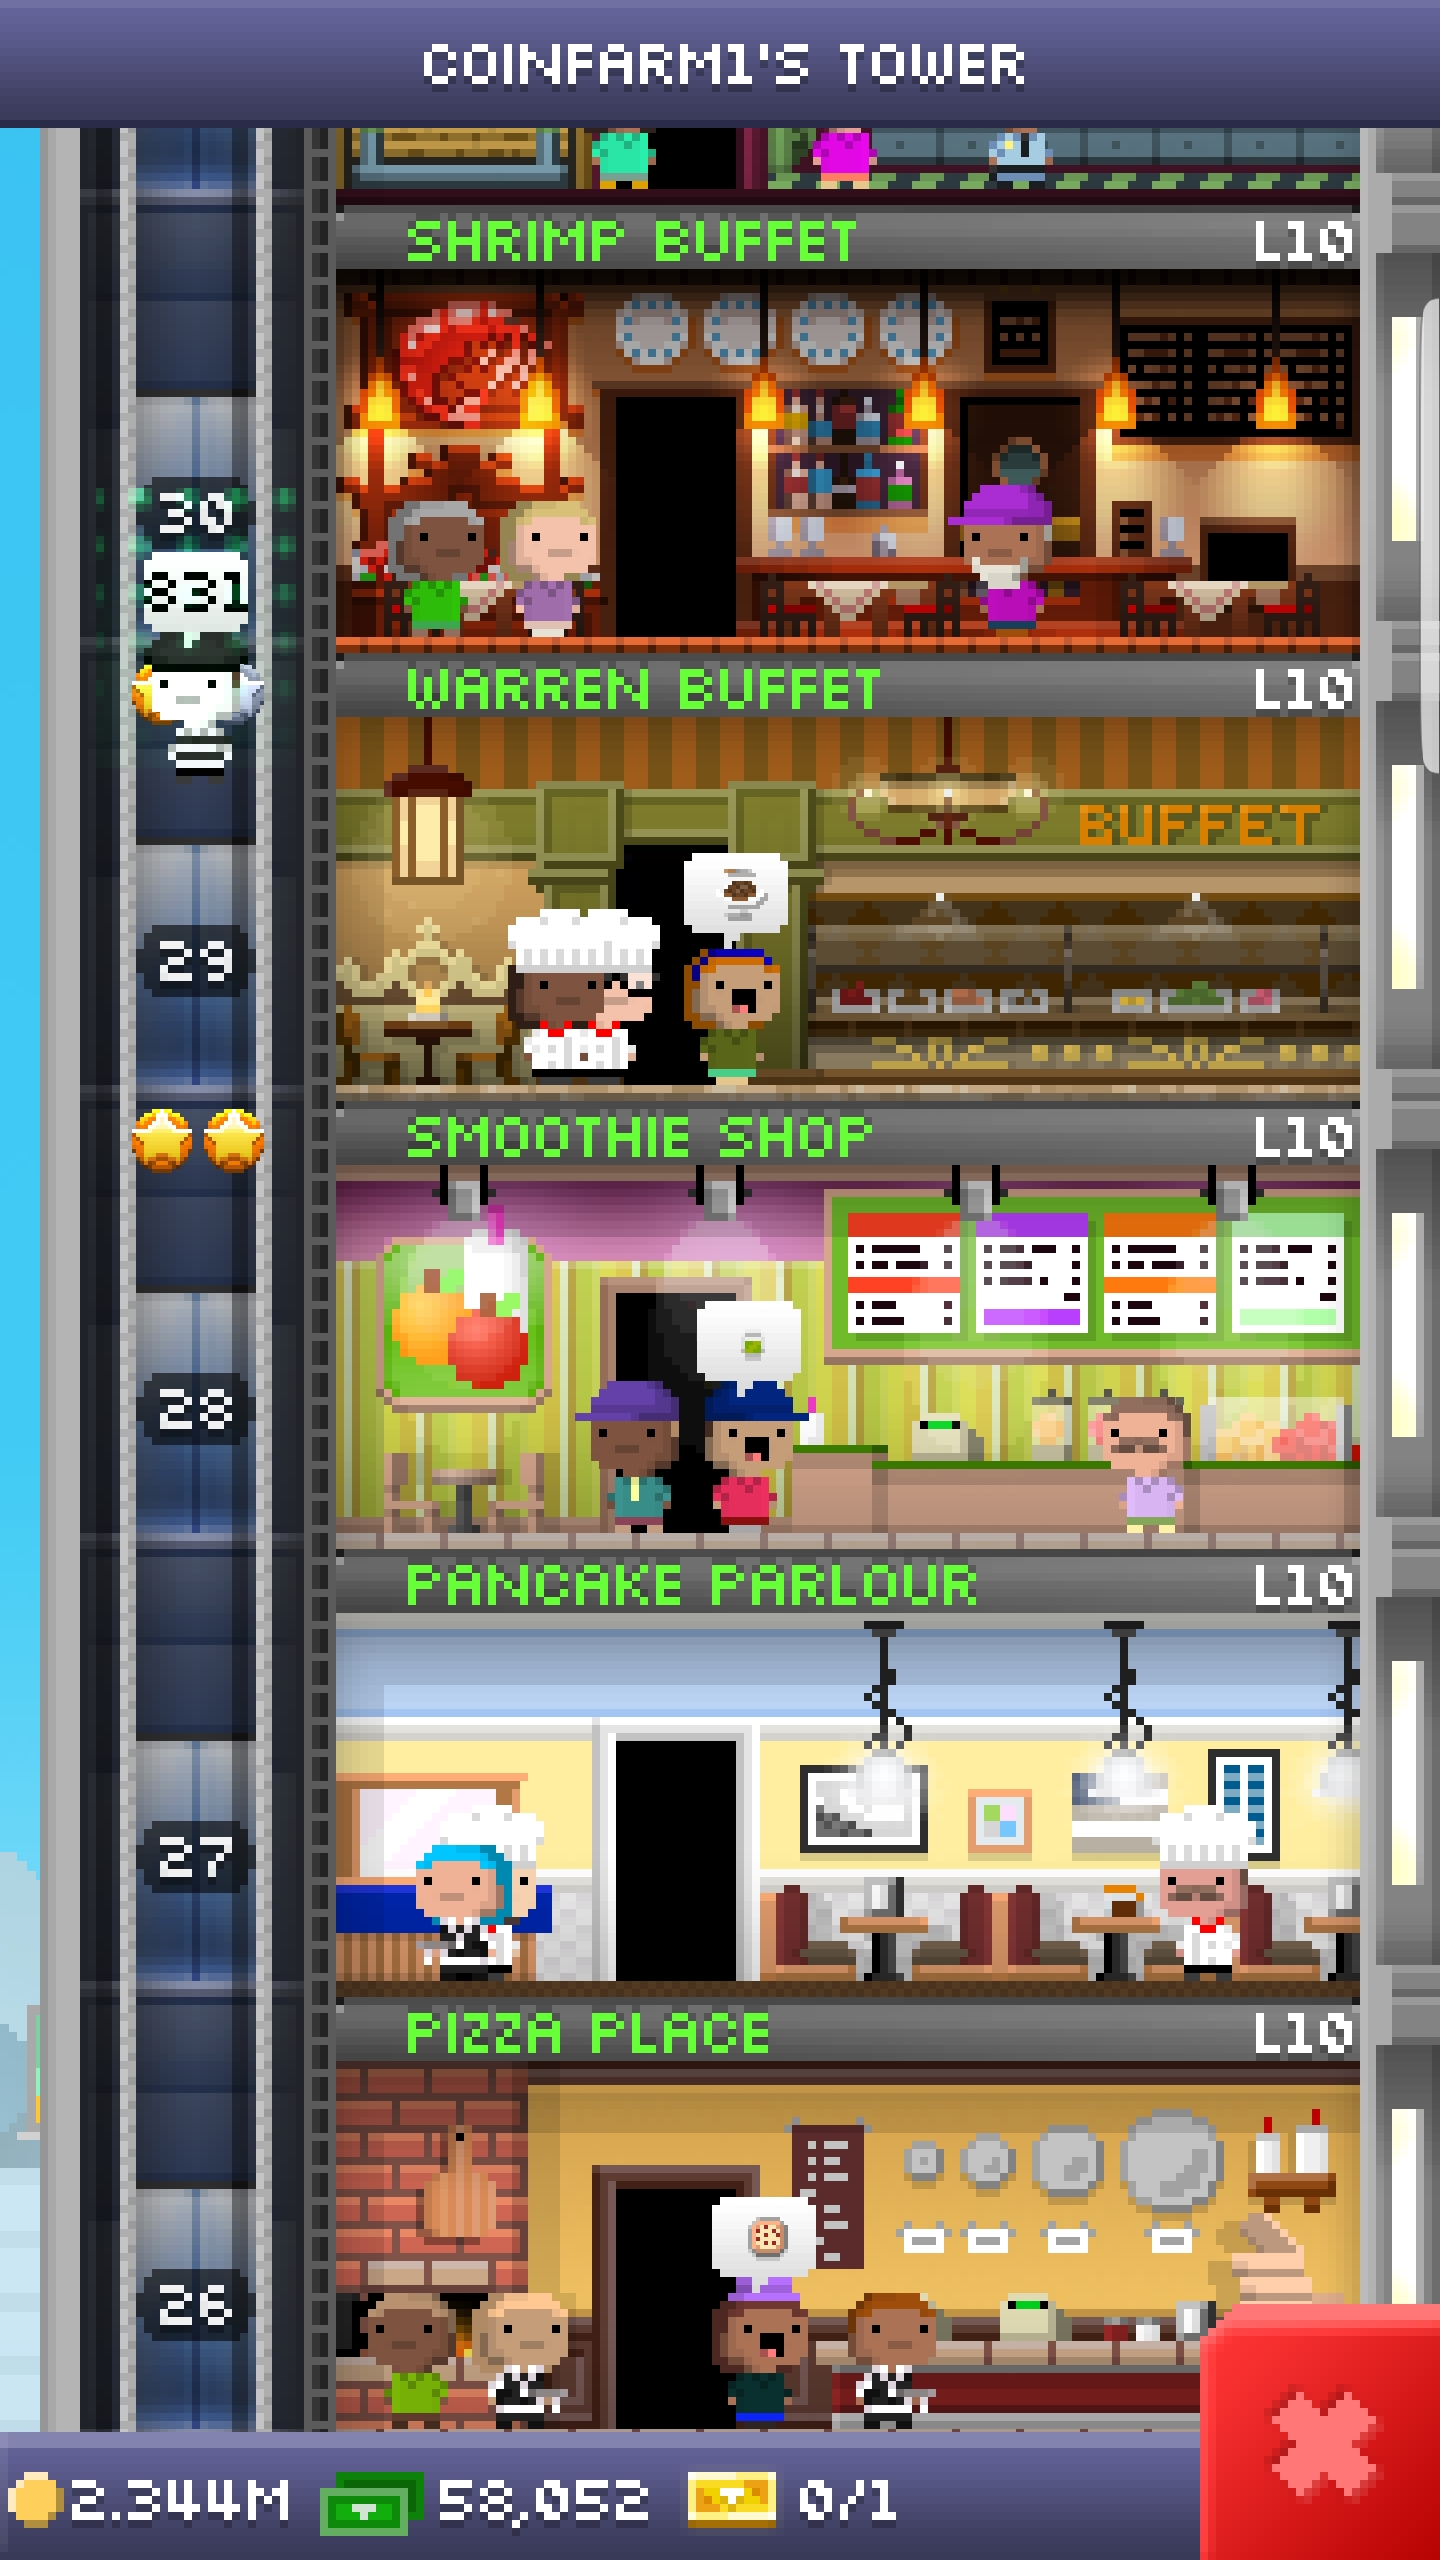 COINFARM1'S TOWER
SHRIMP BUFFET L10
30
831
WARREN BUFFET L10
BUFFET
29
SMOOTHIE SHOP L10
28
PANCAKE PARLOUR L10
27
PIZZA PLACE L10
26
2.344M 58,052 0/1